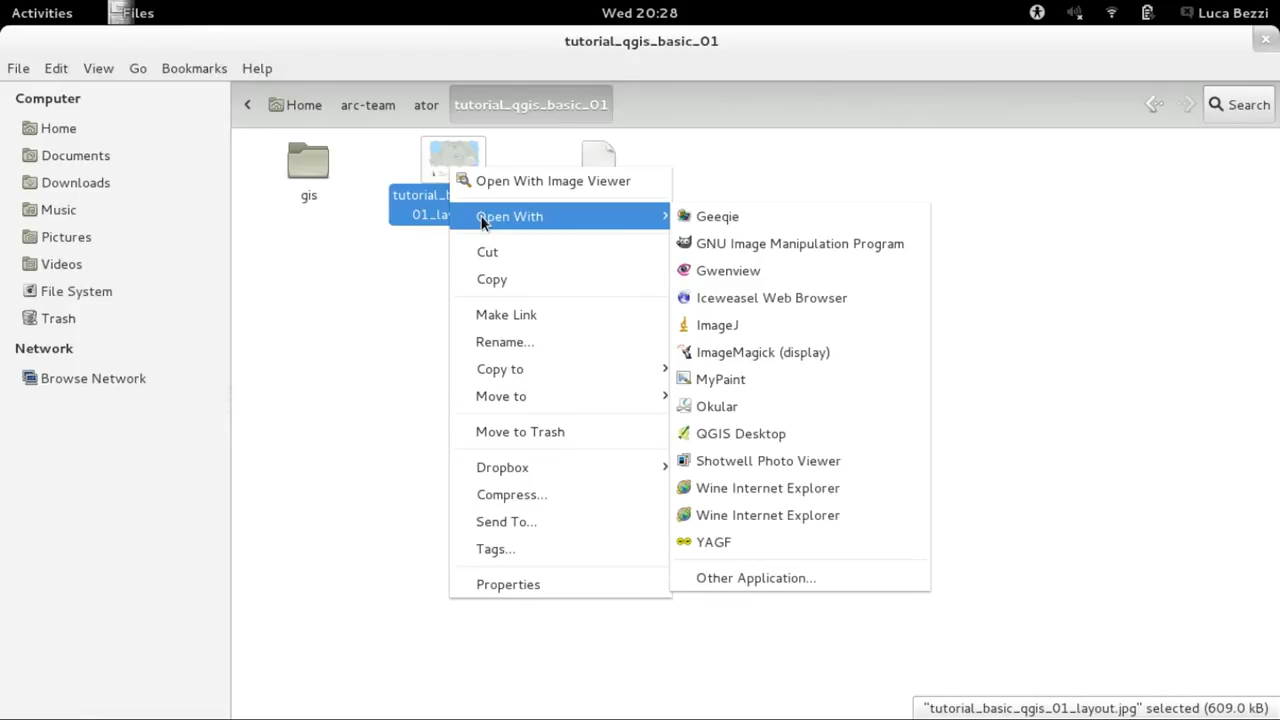 Activities Files Wed 20:28 Luca Bezzi
tutorial_qgis_basic_01
File Edit View Go Bookmarks Help
Computer
Home
Documents
Downloads
Music
Pictures
Videos
File System
Trash
Network
Browse Network
Home arc-team ator tutorial_qgis_basic_01 Search
gis
tutorial_b
01_la
Open With Image Viewer
Open With
Cut
Copy
Make Link
Rename...
Copy to
Move to
Move to Trash
Dropbox
Compress...
Send To...
Tags...
Properties
Geeqie
GNU Image Manipulation Program
Gwenview
Iceweasel Web Browser
ImageJ
ImageMagick (display)
MyPaint
Okular
QGIS Desktop
Shotwell Photo Viewer
Wine Internet Explorer
Wine Internet Explorer
YAGF
Other Application...
"tutorial_basic_qgis_01_layout.jpg" selected (609.0 kB)